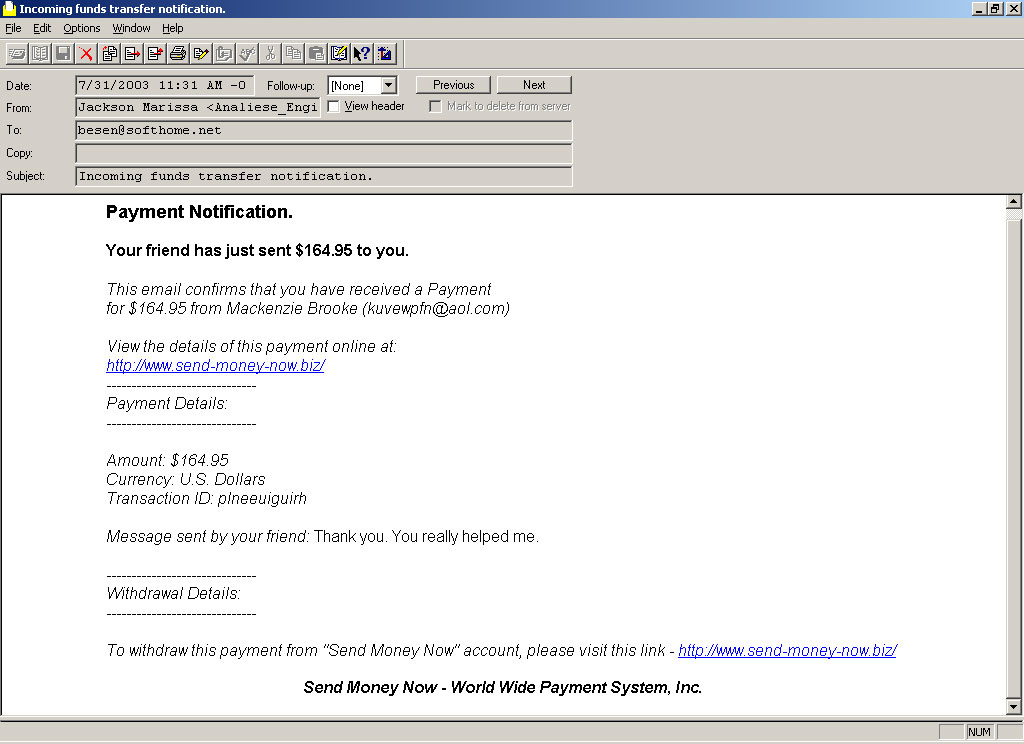 Incoming funds transfer notification.
File Edit Options Window Help
Date: 7/31/2003 11:31 AM -0 Follow-up: [None] Previous Next
From: Jackson Marissa <Analiese_Engi View header Mark to delete from server
To: besen@softhome.net
Copy:
Subject: Incoming funds transfer notification.
Payment Notification.
Your friend has just sent $164.95 to you.
This email confirms that you have received a Payment
for $164.95 from Mackenzie Brooke (kuvewpfn@aol.com)
View the details of this payment online at:
http://www.send-money-now.biz/
------------------------------
Payment Details:
------------------------------
Amount: $164.95
Currency: U.S. Dollars
Transaction ID: plneeuiguirh
Message sent by your friend: Thank you. You really helped me.
------------------------------
Withdrawal Details:
------------------------------
To withdraw this payment from "Send Money Now" account, please visit this link - http://www.send-money-now.biz/
Send Money Now - World Wide Payment System, Inc.
NUM